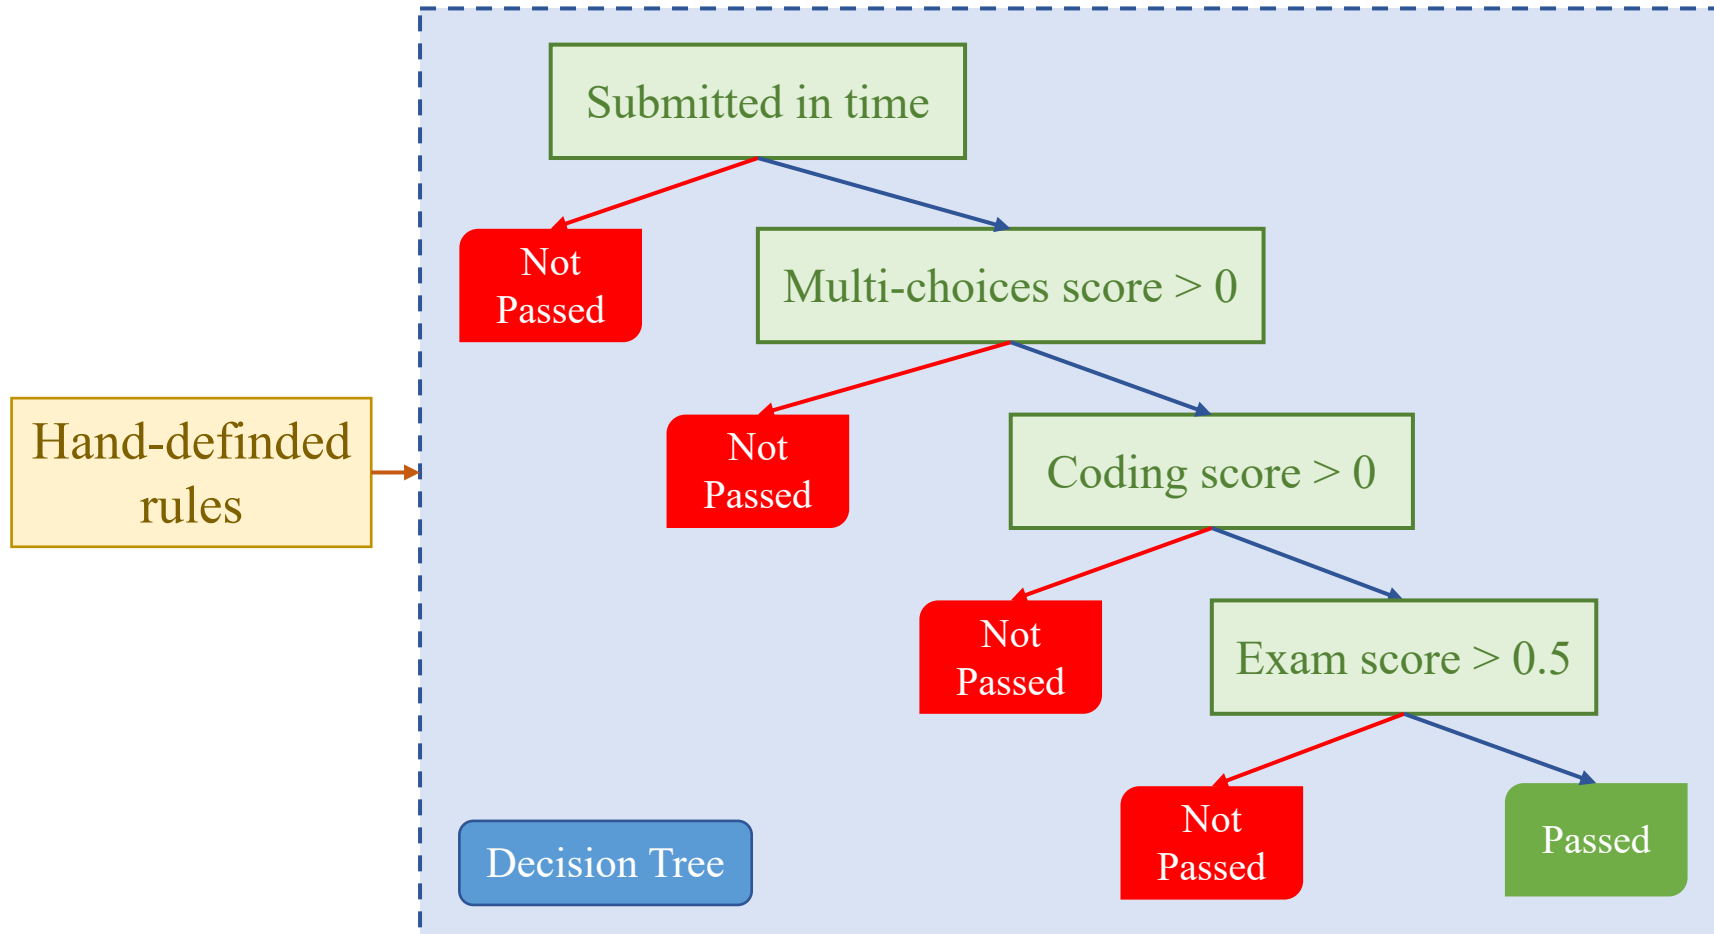 Submitted in time
Not
Passed
Multi-choices score > 0
Not
Passed
Hand-definded
rules
Coding score > 0
Not
Passed
Exam score > 0.5
Not
Passed
Passed
Decision Tree